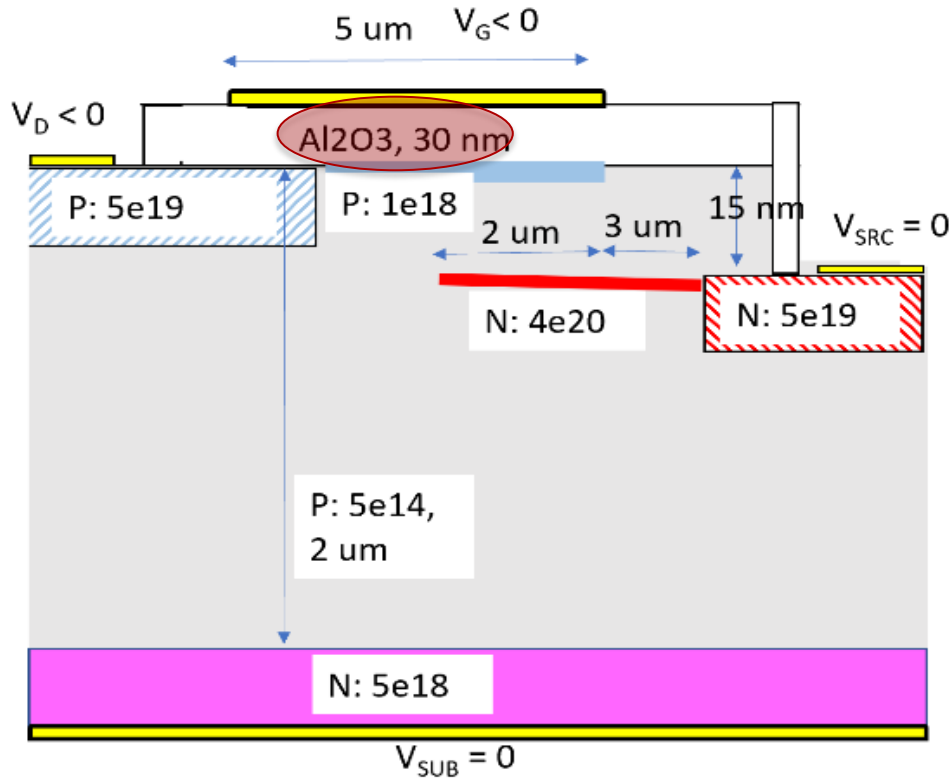 5 um
V_G< 0
V_D < 0
Al2O3, 30 nm
P: 5e19
P: 1e18
15 nm
2 um
3 um
V_SRC = 0
N: 4e20
N: 5e19
P: 5e14,
2 um
N: 5e18
V_SUB = 0